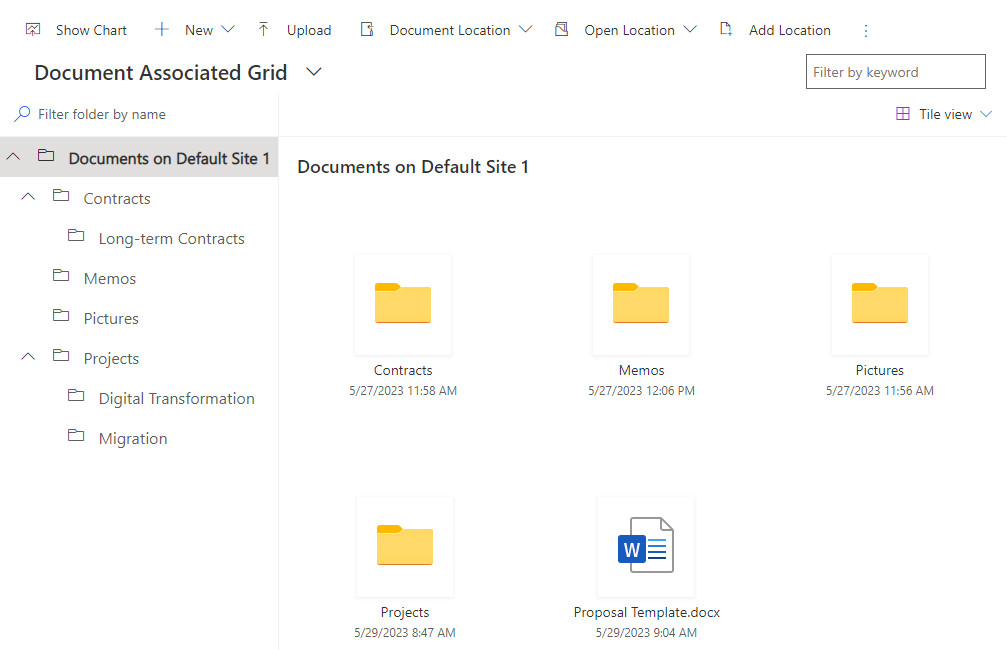 Show Chart New Upload Document Location Open Location Add Location
Document Associated Grid
Filter by keyword
Filter folder by name
Tile view
Documents on Default Site 1
Contracts
Long-term Contracts
Memos
Pictures
Projects
Digital Transformation
Migration
Documents on Default Site 1
Contracts
5/27/2023 11:58 AM
Memos
5/27/2023 12:06 PM
Pictures
5/27/2023 11:56 AM
Projects
5/29/2023 8:47 AM
W
Proposal Template.docx
5/29/2023 9:04 AM